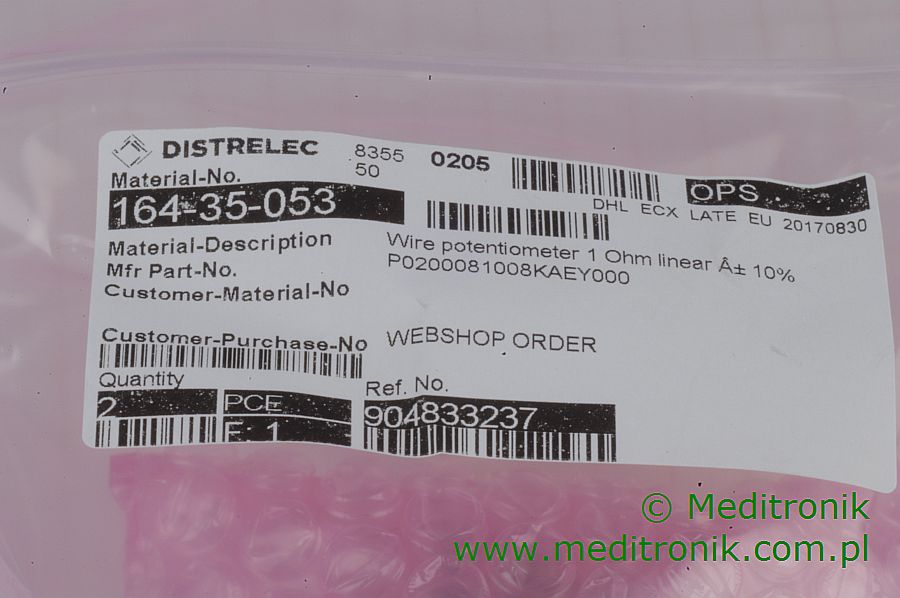 DISTRELEC
8355
50
0205
OPS
Material-No.
164-35-053
DHL ECX LATE EU 20170830
Material-Description
Wire potentiometer 1 Ohm linear Â± 10%
Mfr Part-No.
P0200081008KAEY000
Customer-Material-No
Customer-Purchase-No
WEBSHOP ORDER
Quantity
Ref. No.
2
PCE
904833237
F: 1
© Meditronik
www.meditronik.com.pl